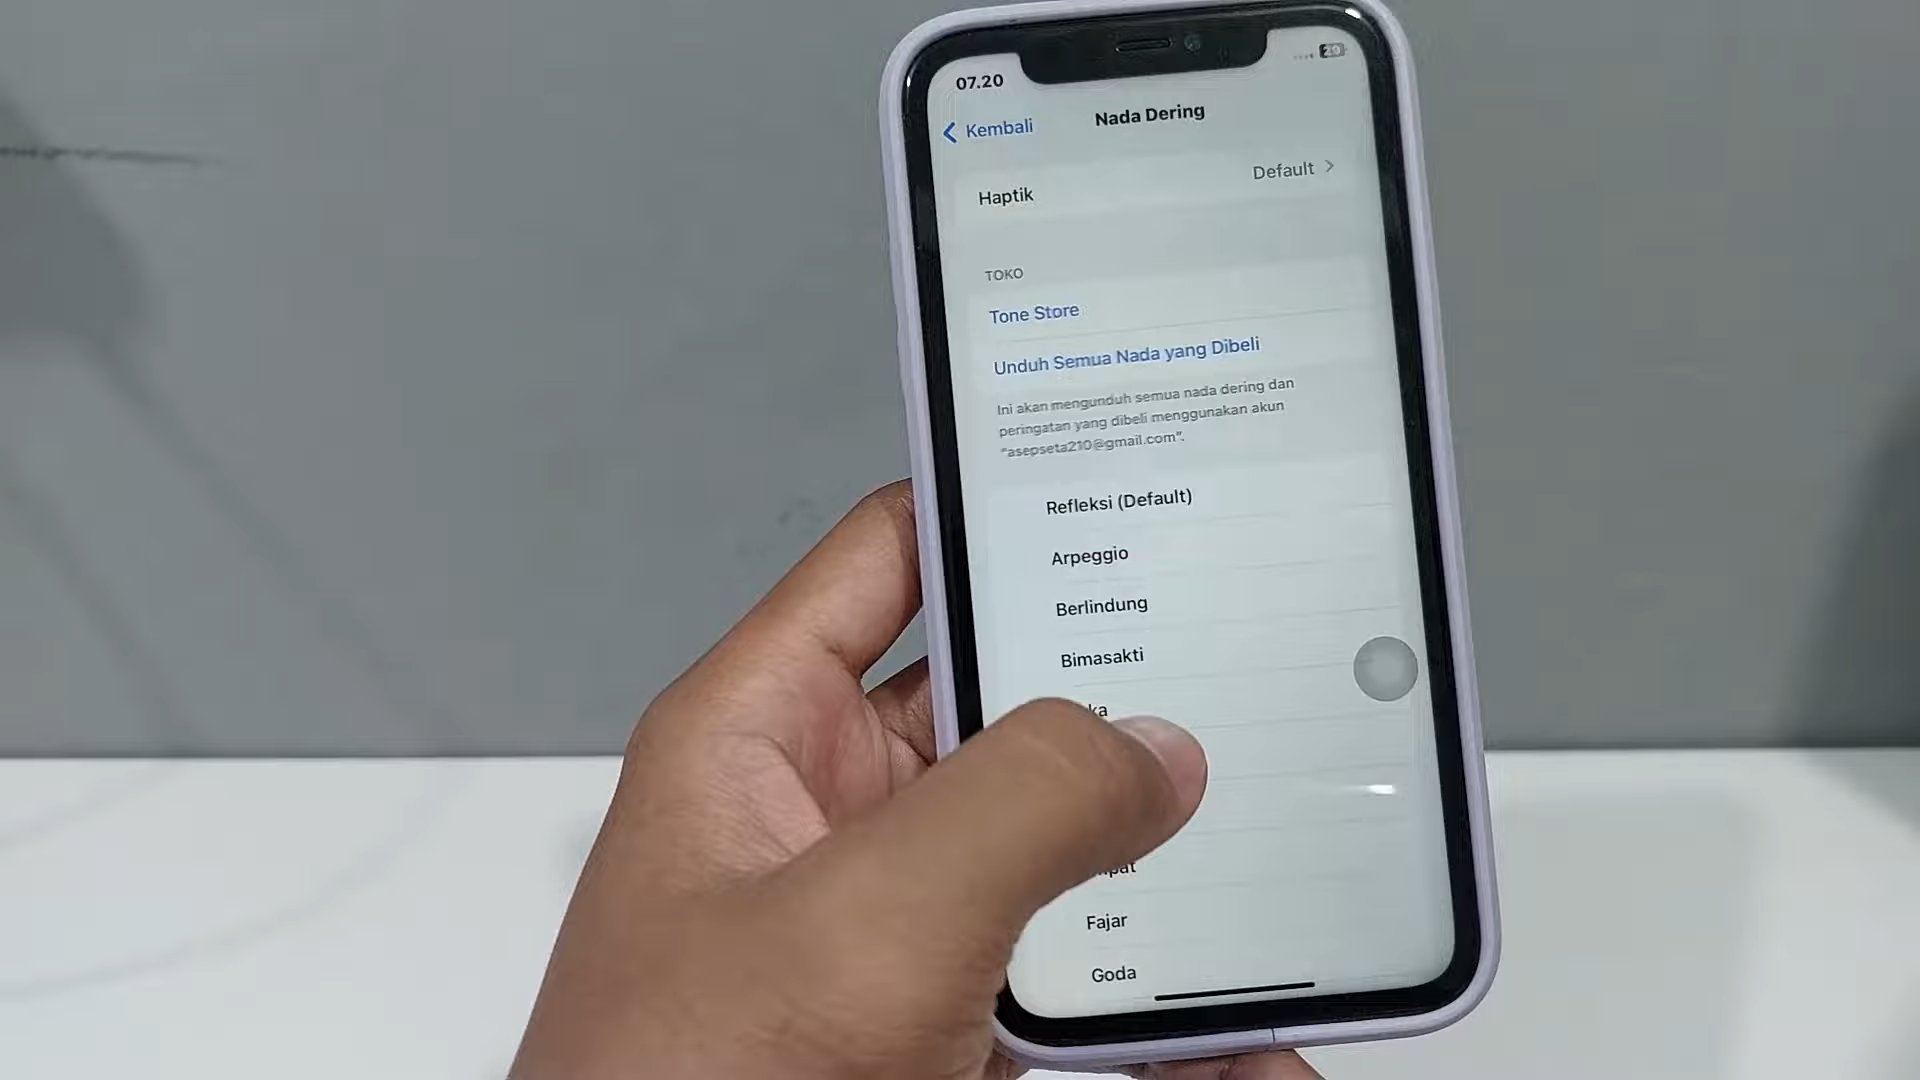 07.20
20
Kembali
Nada Dering
Haptik
Default
TOKO
Tone Store
Unduh Semua Nada yang Dibeli
Ini akan mengunduh semua nada dering dan
peringatan yang dibeli menggunakan akun
"asepseta210@gmail.com".
Refleksi (Default)
Arpeggio
Berlindung
Bimasakti
Fajar
Goda